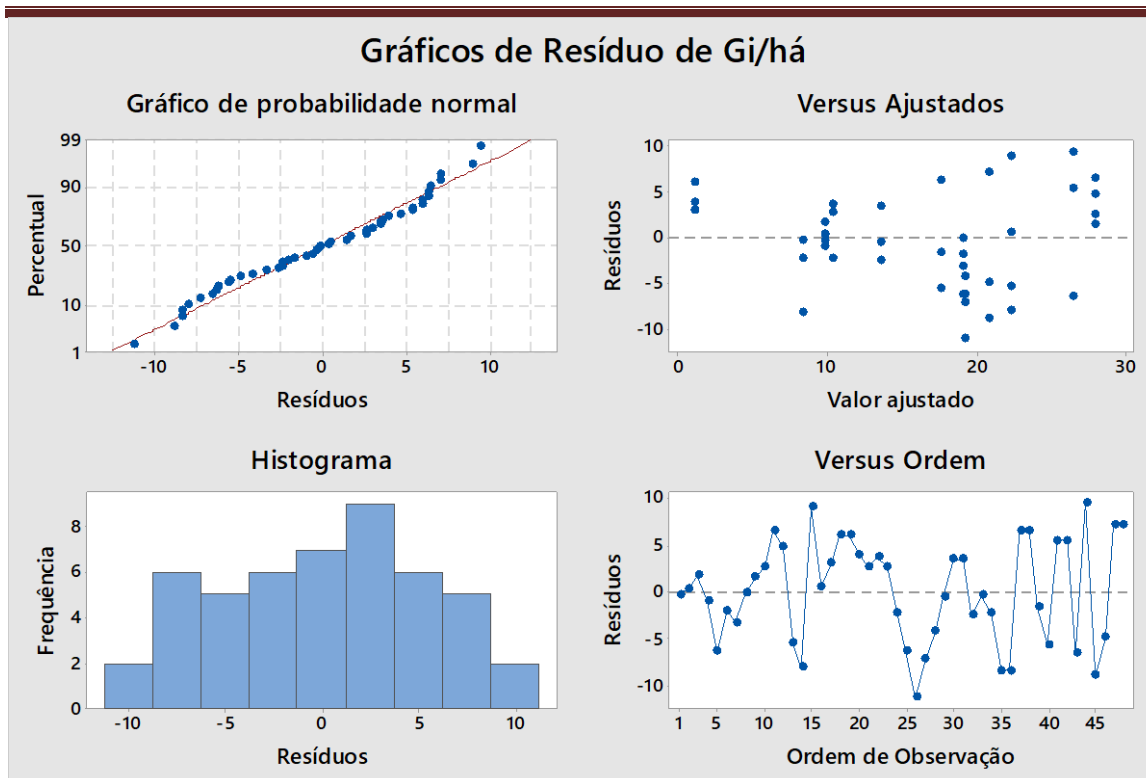 Gráficos de Resíduo de Gi/há
Gráfico de probabilidade normal
99
90
50
10
1
Percentual
-10 -5 0 5 10
Resíduos
Versus Ajustados
10
5
0
-5
-10
Resíduos
0 10 20 30
Valor ajustado
Histograma
8
6
4
2
0
Frequência
-10 -5 0 5 10
Resíduos
Versus Ordem
10
5
0
-5
-10
Resíduos
1 5 10 15 20 25 30 35 40 45
Ordem de Observação